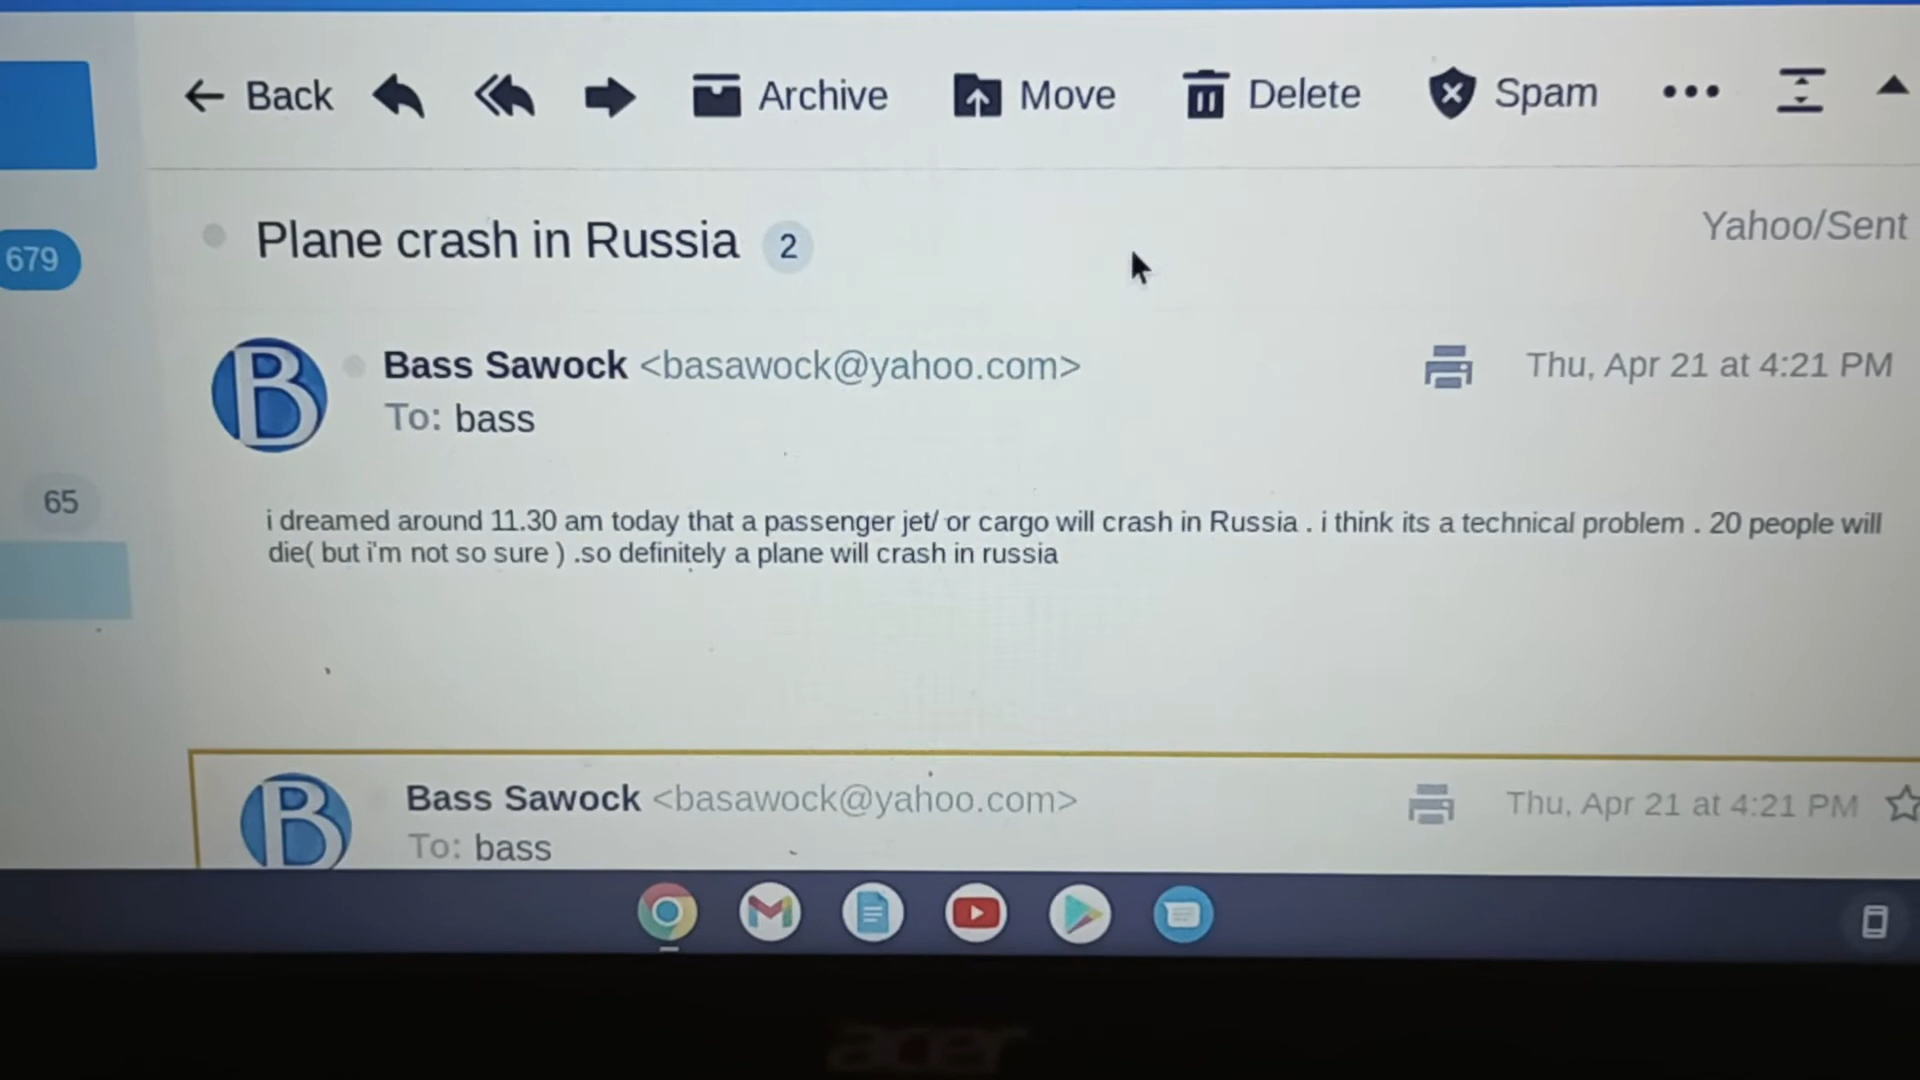 Back Archive Move Delete Spam
Plane crash in Russia 2 Yahoo/Sent
679
Bass Sawock <basawock@yahoo.com> Thu, Apr 21 at 4:21 PM
To: bass
65
i dreamed around 11.30 am today that a passenger jet/ or cargo will crash in Russia . i think its a technical problem . 20 people will
die( but i'm not so sure ) .so definitely a plane will crash in russia
Bass Sawock <basawock@yahoo.com> Thu, Apr 21 at 4:21 PM
To: bass
acer